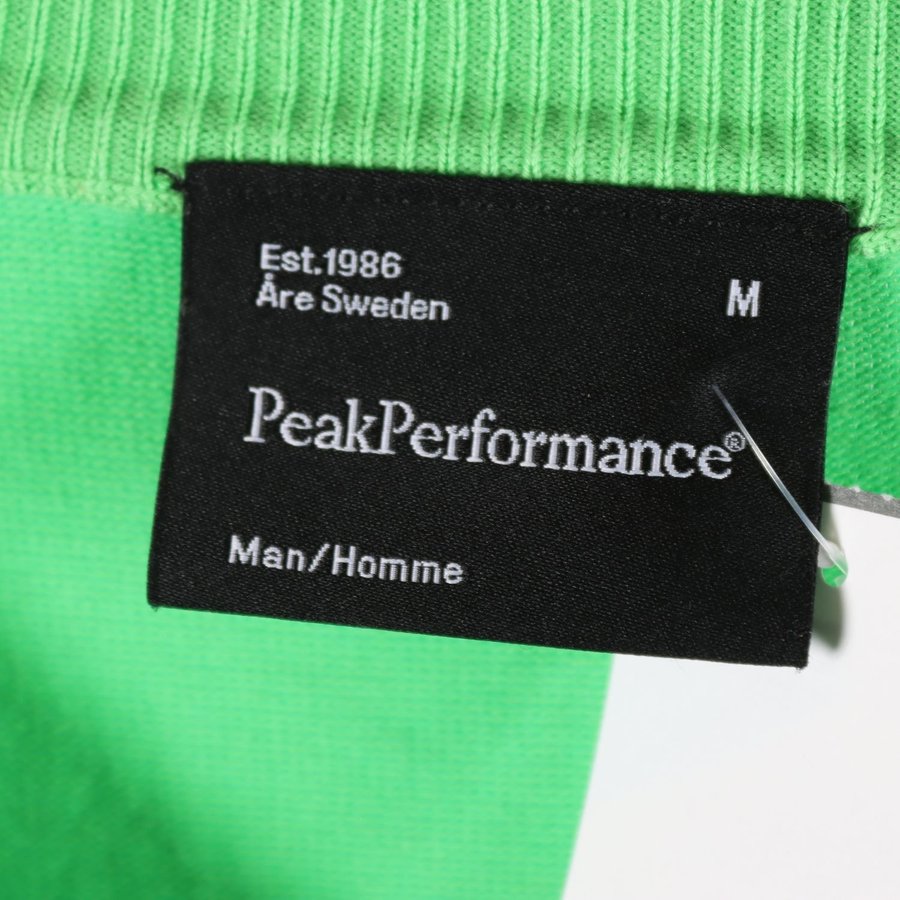 Est.1986
Åre Sweden
M
PeakPerformance®
Man/Homme